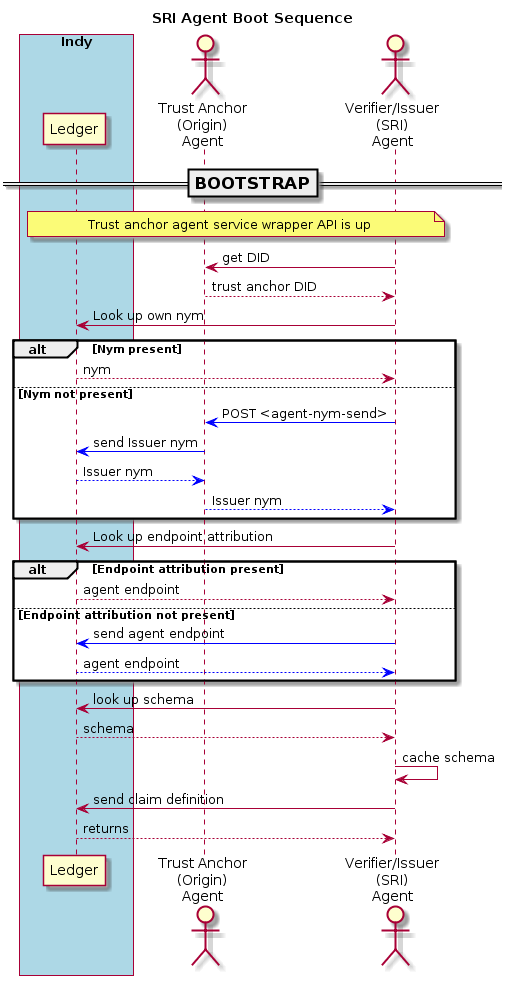 SRI Agent Boot Sequence
Indy
Ledger
Trust Anchor
(Origin)
Agent
Verifier/Issuer
(SRI)
Agent
BOOTSTRAP
Trust anchor agent service wrapper API is up
get DID
trust anchor DID
Look up own nym
alt [Nym present]
nym
[Nym not present]
POST <agent-nym-send>
send Issuer nym
Issuer nym
Issuer nym
Look up endpoint attribution
alt [Endpoint attribution present]
agent endpoint
[Endpoint attribution not present]
send agent endpoint
agent endpoint
look up schema
schema
cache schema
send claim definition
returns
Ledger
Trust Anchor
(Origin)
Agent
Verifier/Issuer
(SRI)
Agent